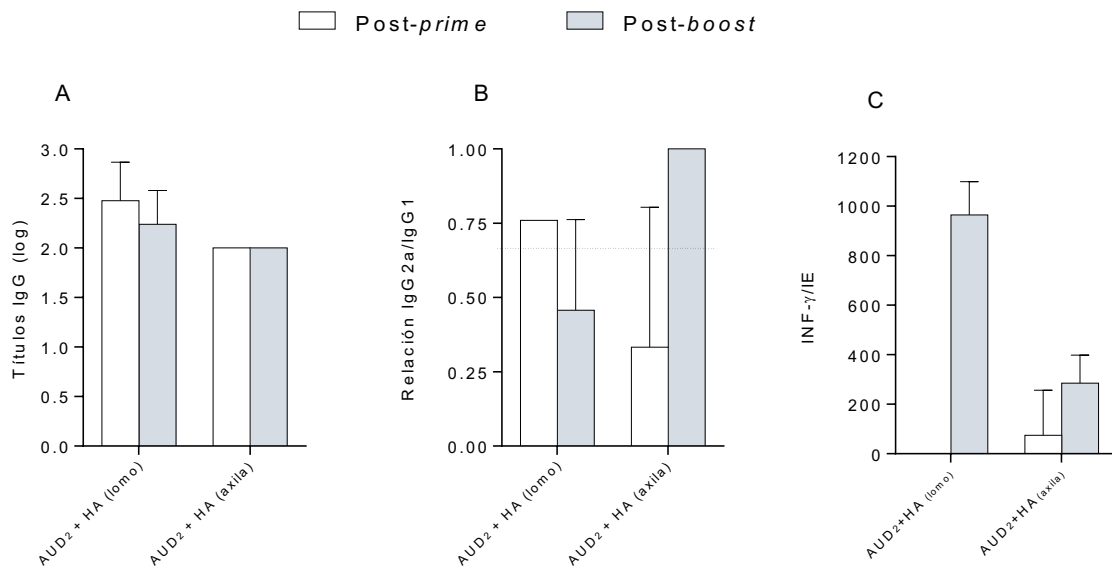 Post-prime Post-boost
A
Títulos IgG (log)
3.0
2.5
2.0
1.5
1.0
0.5
0.0
AUD2 + HA (lomo)
AUD2 + HA (axila)
B
Relación IgG2a/IgG1
1.00
0.75
0.50
0.25
0.00
AUD2 + HA (lomo)
AUD2 + HA (axila)
C
INF-γ/IE
1200
1000
800
600
400
200
0
AUD2+HA (lomo)
AUD2+HA (axila)